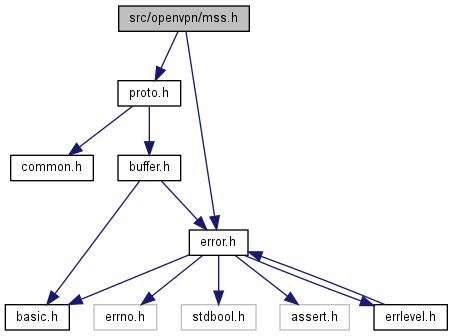 src/openvpn/mss.h
proto.h
common.h
buffer.h
error.h
basic.h
errno.h
stdbool.h
assert.h
errlevel.h